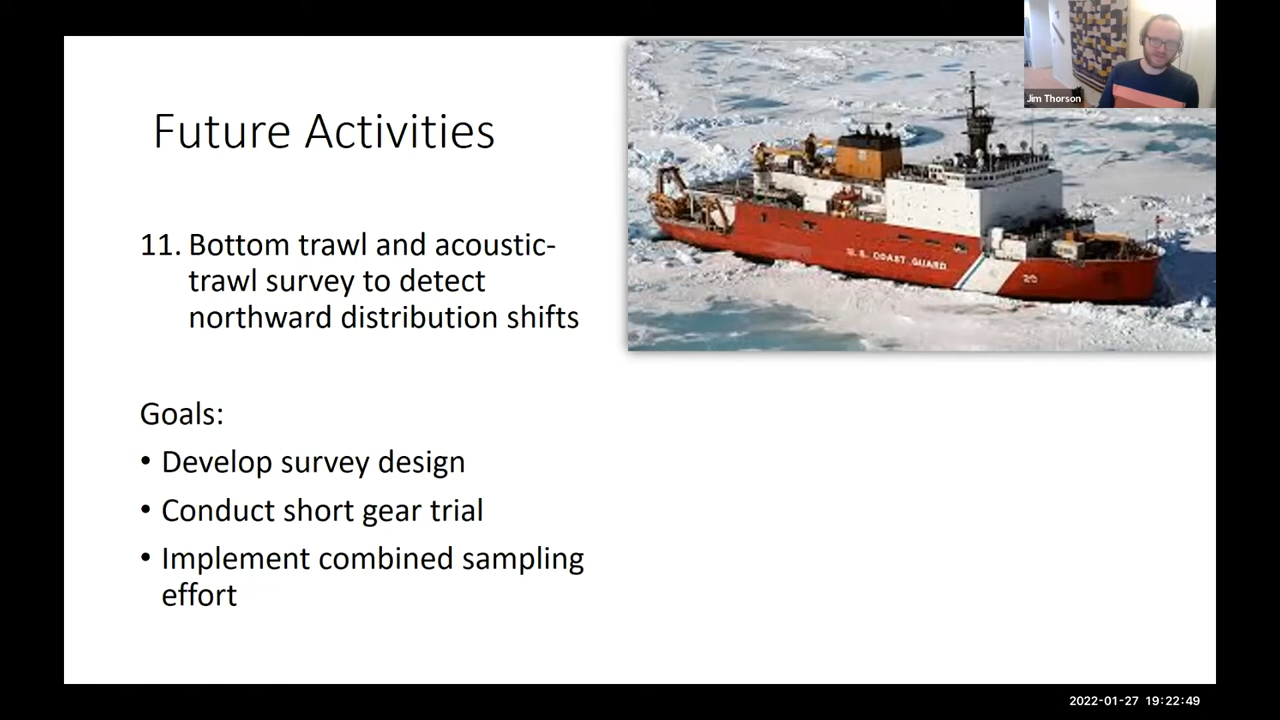 Jim Thorson
Future Activities
U.S. COAST GUARD
20
11. Bottom trawl and acoustic-
trawl survey to detect
northward distribution shifts
Goals:
• Develop survey design
• Conduct short gear trial
• Implement combined sampling
effort
2022-01-27 19:22:49